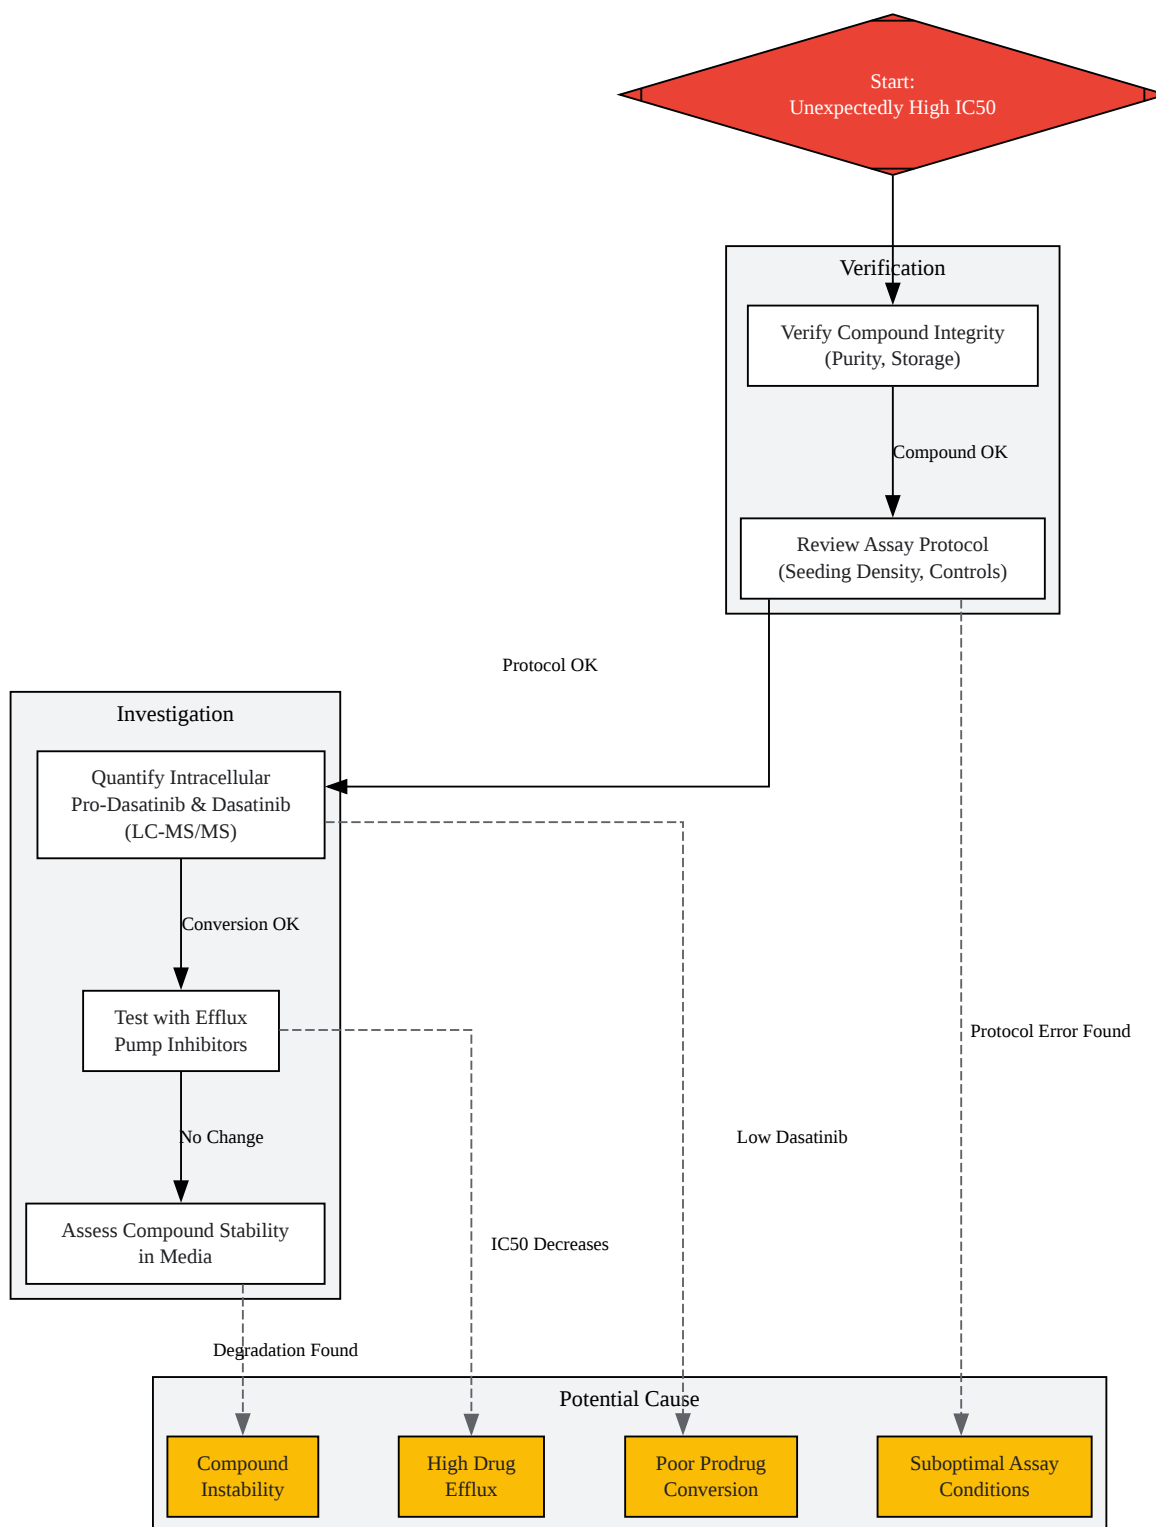 Start:
Unexpectedly High IC50
Verification
Verify Compound Integrity
(Purity, Storage)
Compound OK
Review Assay Protocol
(Seeding Density, Controls)
Protocol OK
Investigation
Quantify Intracellular
Pro-Dasatinib & Dasatinib
(LC-MS/MS)
Conversion OK
Test with Efflux
Pump Inhibitors
Protocol Error Found
No Change
Low Dasatinib
Assess Compound Stability
in Media
IC50 Decreases
Degradation Found
Potential Cause
Compound
Instability
High Drug
Efflux
Poor Prodrug
Conversion
Suboptimal Assay
Conditions